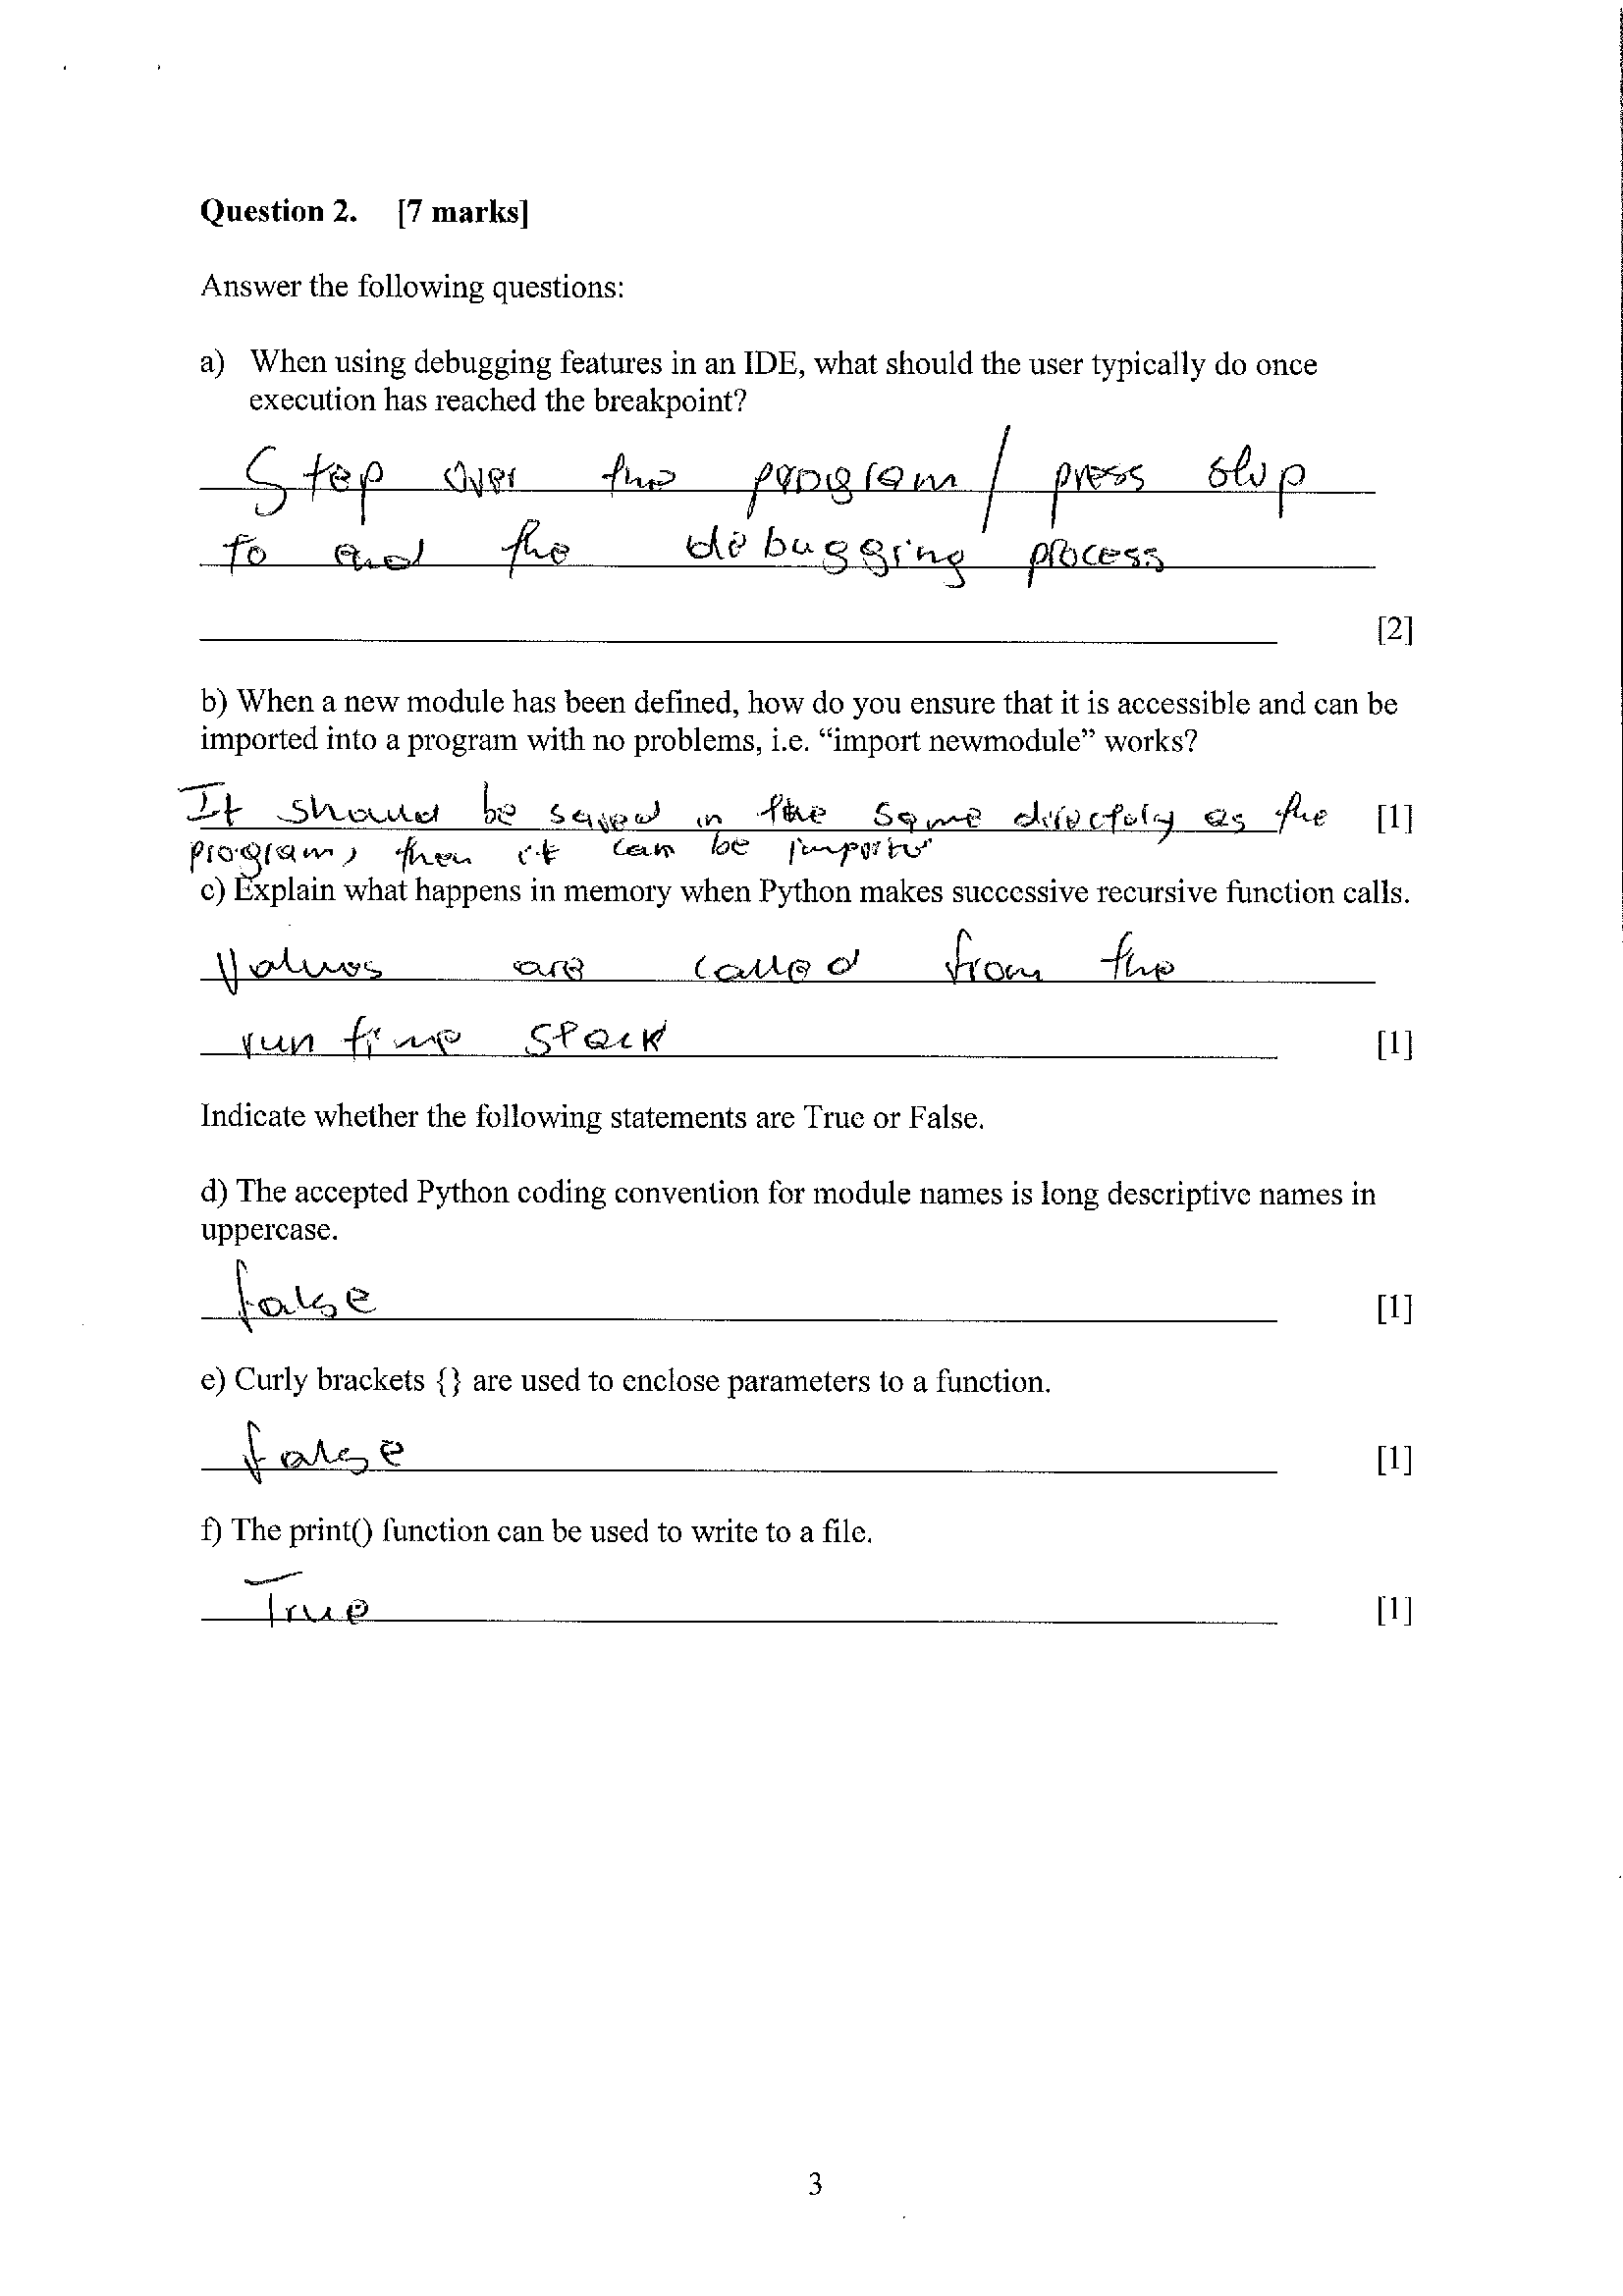 Question 2. [7 marks]
Answer the following questions:
a) When using debugging features in an IDE, what should the user typically do once
execution has reached the breakpoint?
Step over the program / press stop
to end the debugging process
[2]
b) When a new module has been defined, how do you ensure that it is accessible and can be
imported into a program with no problems, i.e. “import newmodule” works?
It should be saved in the same directory as the [1]
program, then it can be
c) Explain what happens in memory when Python makes successive recursive function calls.
Values are called from the
run time stack [1]
Indicate whether the following statements are True or False.
d) The accepted Python coding convention for module names is long descriptive names in
uppercase.
false [1]
e) Curly brackets {} are used to enclose parameters to a function.
false [1]
f) The print() function can be used to write to a file.
True [1]
3